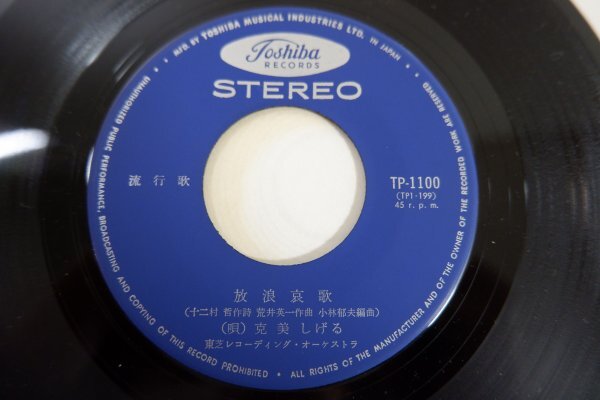 MFD. BY TOSHIBA MUSICAL INDUSTRIES LTD. IN JAPAN
Toshiba
RECORDS
STEREO
流行歌
TP-1100
(TP1-199)
45 r. p. m.
放浪哀歌
(十二村 哲作詩 荒井英一作曲 小林郁夫編曲)
(唄) 克美しげる
東芝レコーディング・オーケストラ
UNAUTHORIZED PUBLIC PERFORMANCE, BROADCASTING AND COPYING OF THIS RECORD PROHIBITED • ALL RIGHTS OF THE MANUFACTURER AND OF THE OWNER OF THE RECORDED WORK ARE RESERVED